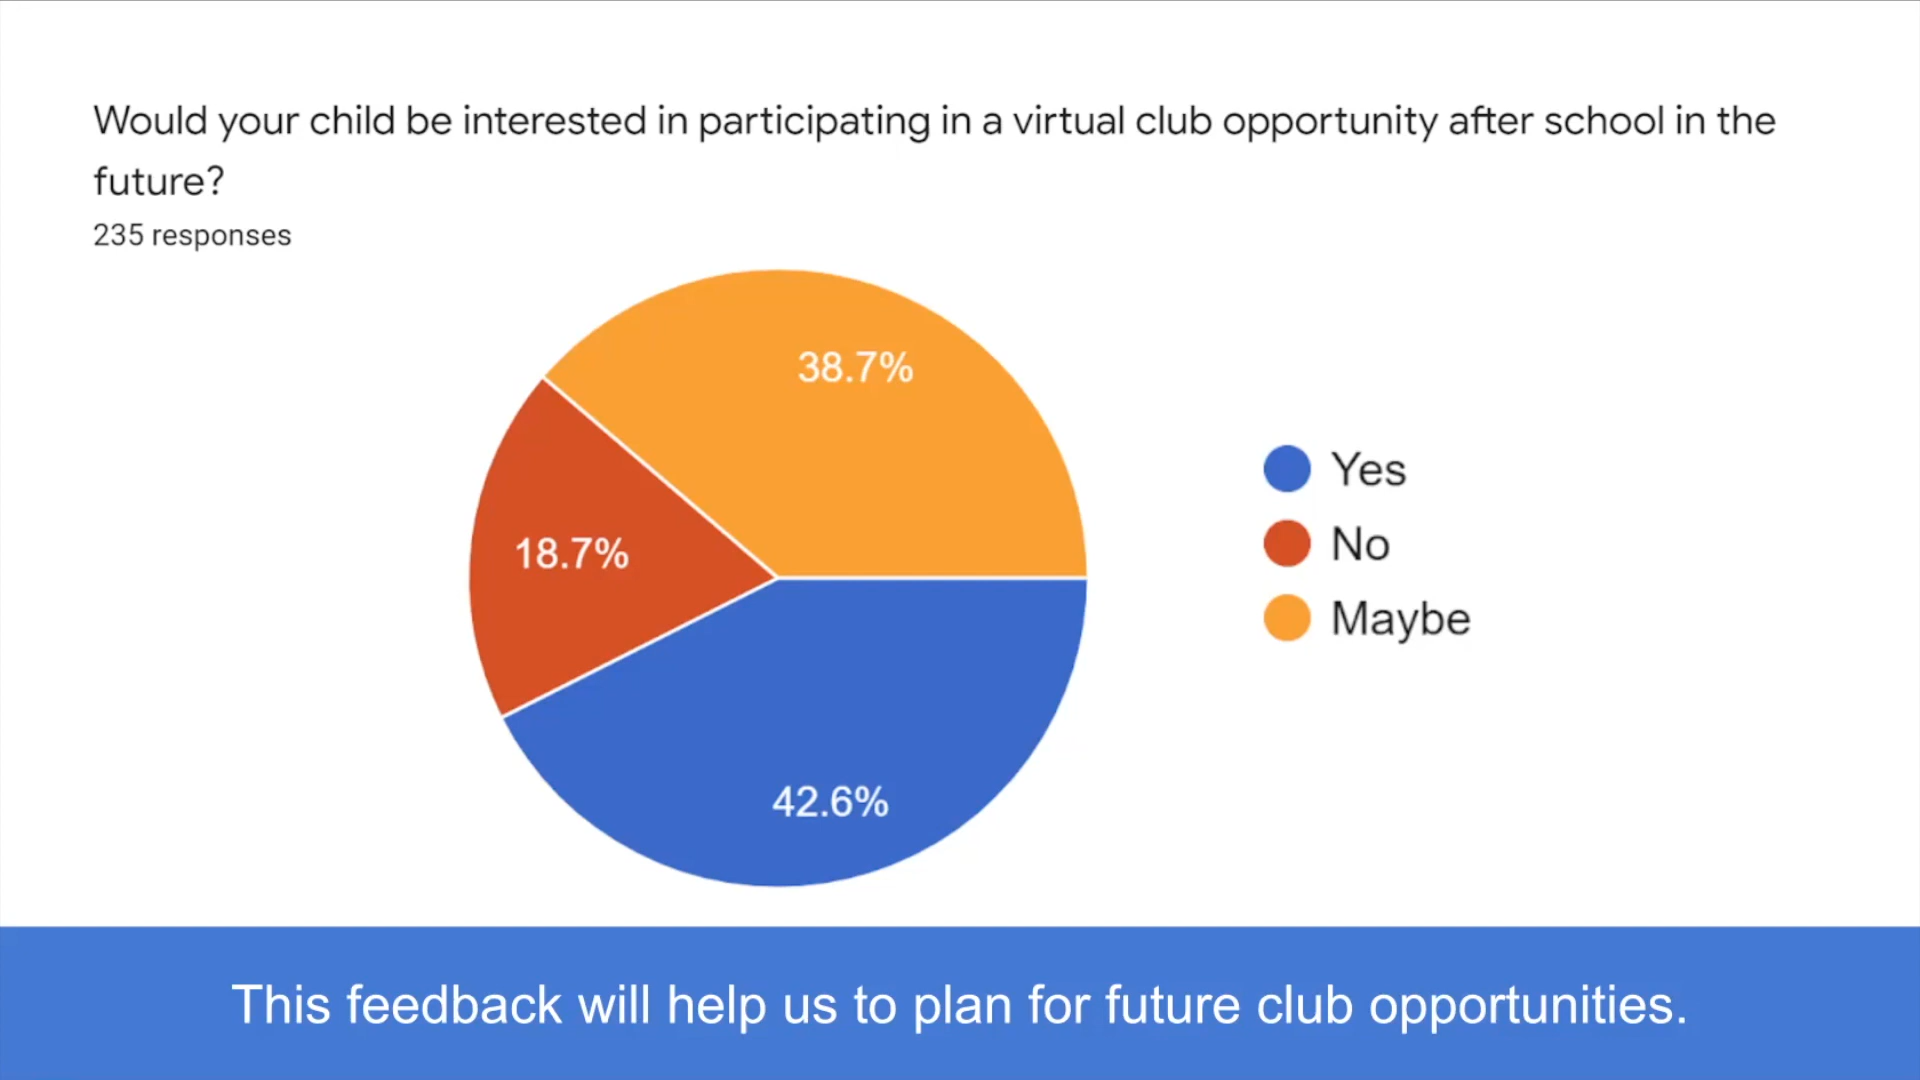 Would your child be interested in participating in a virtual club opportunity after school in the
future?
235 responses
38.7%
18.7%
42.6%
Yes
No
Maybe
This feedback will help us to plan for future club opportunities.